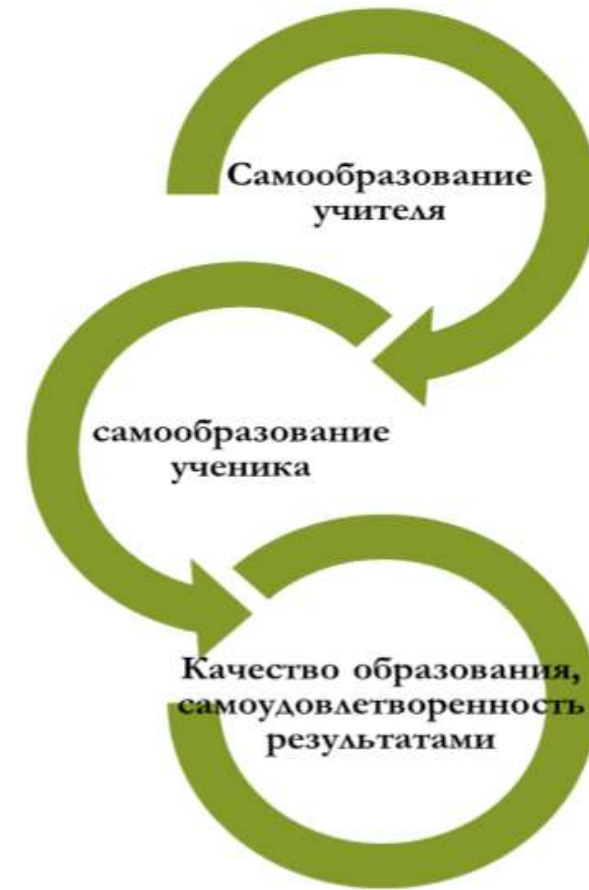 Самообразование
учителя
самообразование
ученика
Качество образования,
самоудовлетворенность
результатами